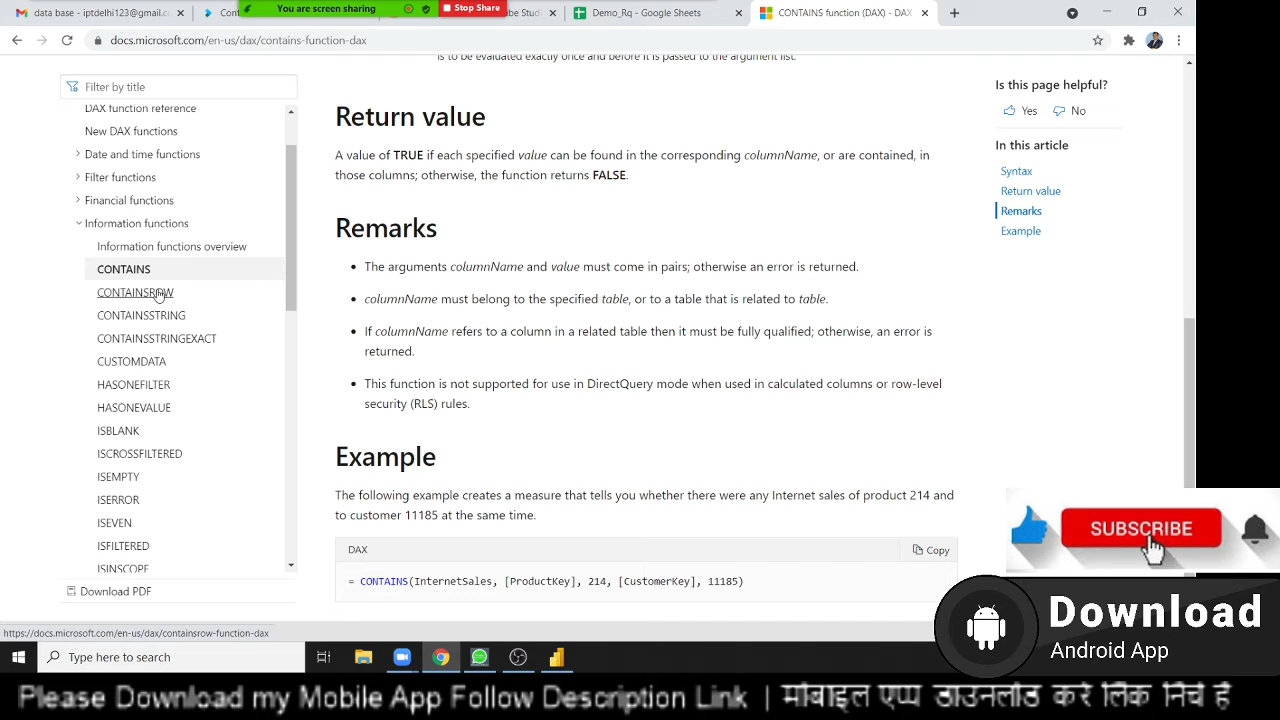 data base - iptdelhi123@gmail.c
Con
You are screen sharing
Stop Share
be Studi
Demo_Rq - Google Sheets
CONTAINS function (DAX) - DAX
docs.microsoft.com/en-us/dax/contains-function-dax
Filter by title
DAX function reference
New DAX functions
Date and time functions
Filter functions
Financial functions
Information functions
Information functions overview
CONTAINS
CONTAINSROW
CONTAINSSTRING
CONTAINSSTRINGEXACT
CUSTOMDATA
HASONEFILTER
HASONEVALUE
ISBLANK
ISCROSSFILTERED
ISEMPTY
ISERROR
ISEVEN
ISFILTERED
ISINSCOPE
Download PDF
is to be evaluated exactly once and before it is passed to the argument list.
Return value
A value of TRUE if each specified value can be found in the corresponding columnName, or are contained, in
those columns; otherwise, the function returns FALSE.
Remarks
• The arguments columnName and value must come in pairs; otherwise an error is returned.
• columnName must belong to the specified table, or to a table that is related to table.
• If columnName refers to a column in a related table then it must be fully qualified; otherwise, an error is
returned.
• This function is not supported for use in DirectQuery mode when used in calculated columns or row-level
security (RLS) rules.
Example
The following example creates a measure that tells you whether there were any Internet sales of product 214 and
to customer 11185 at the same time.
DAX
Copy
= CONTAINS(InternetSales, [ProductKey], 214, [CustomerKey], 11185)
Is this page helpful?
Yes
No
In this article
Syntax
Return value
Remarks
Example
SUBSCRIBE
Download
Android App
https://docs.microsoft.com/en-us/dax/containsrow-function-dax
Type here to search
Please Download my Mobile App Follow Description Link | मोबाइल एप्प डाउनलोड करे लिंक निचे है